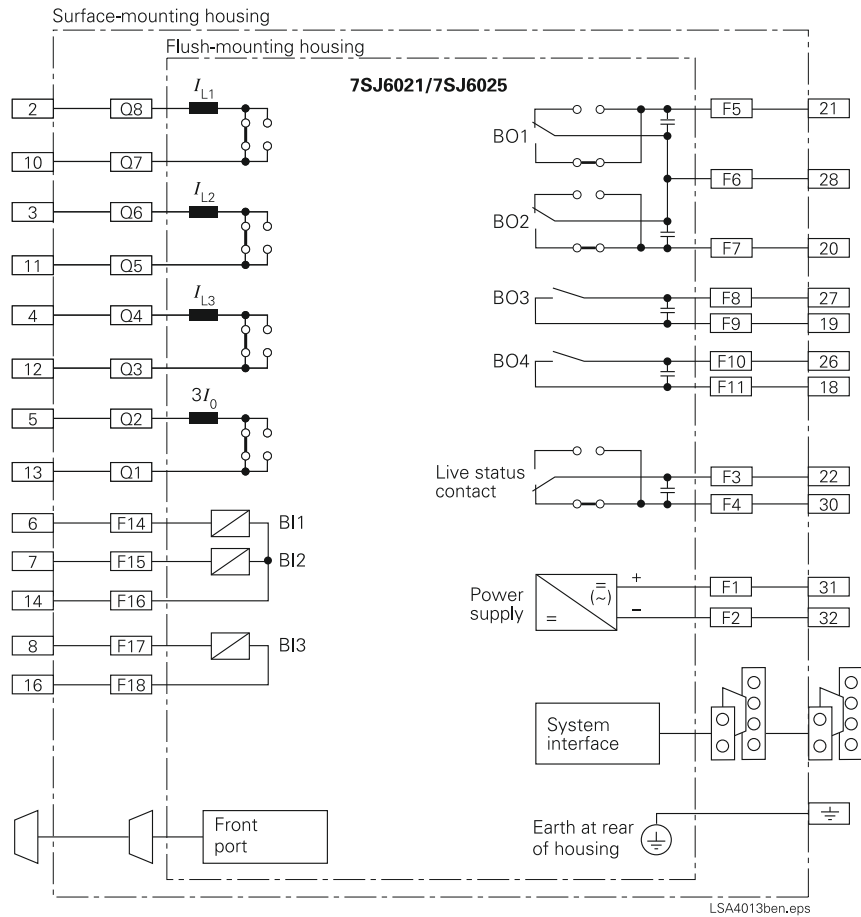 Surface-mounting housing
Flush-mounting housing
7SJ6021/7SJ6025
2 Q8 IL1
10 Q7
3 Q6 IL2
11 Q5
4 Q4 IL3
12 Q3
5 Q2 3I0
13 Q1
6 F14 BI1
7 F15 BI2
14 F16
8 F17 BI3
16 F18
BO1 F5 21
F6 28
BO2 F7 20
BO3 F8 27
F9 19
BO4 F10 26
F11 18
Live status
contact
F3 22
F4 30
Power
supply
= (~) =
+ F1 31
– F2 32
System
interface
Front
port
Earth at rear
of housing
LSA4013ben.eps